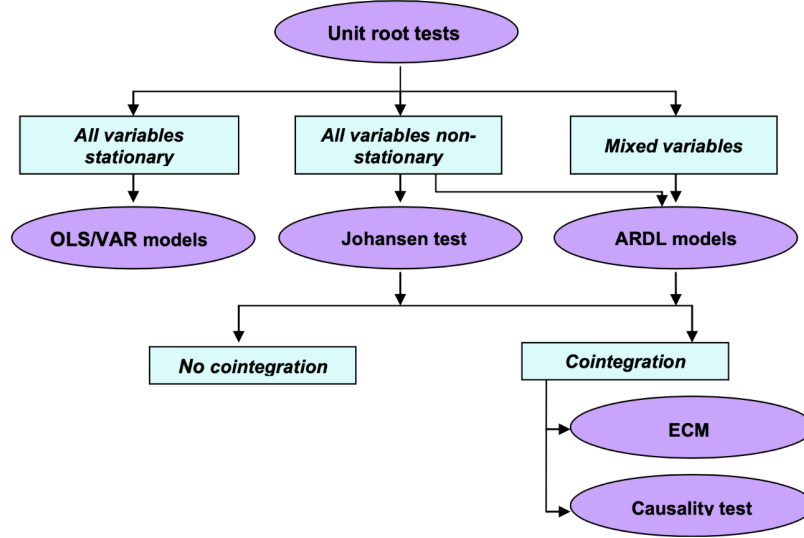 Unit root tests
All variables
stationary
All variables non-
stationary
Mixed variables
OLS/VAR models
Johansen test
ARDL models
No cointegration
Cointegration
ECM
Causality test